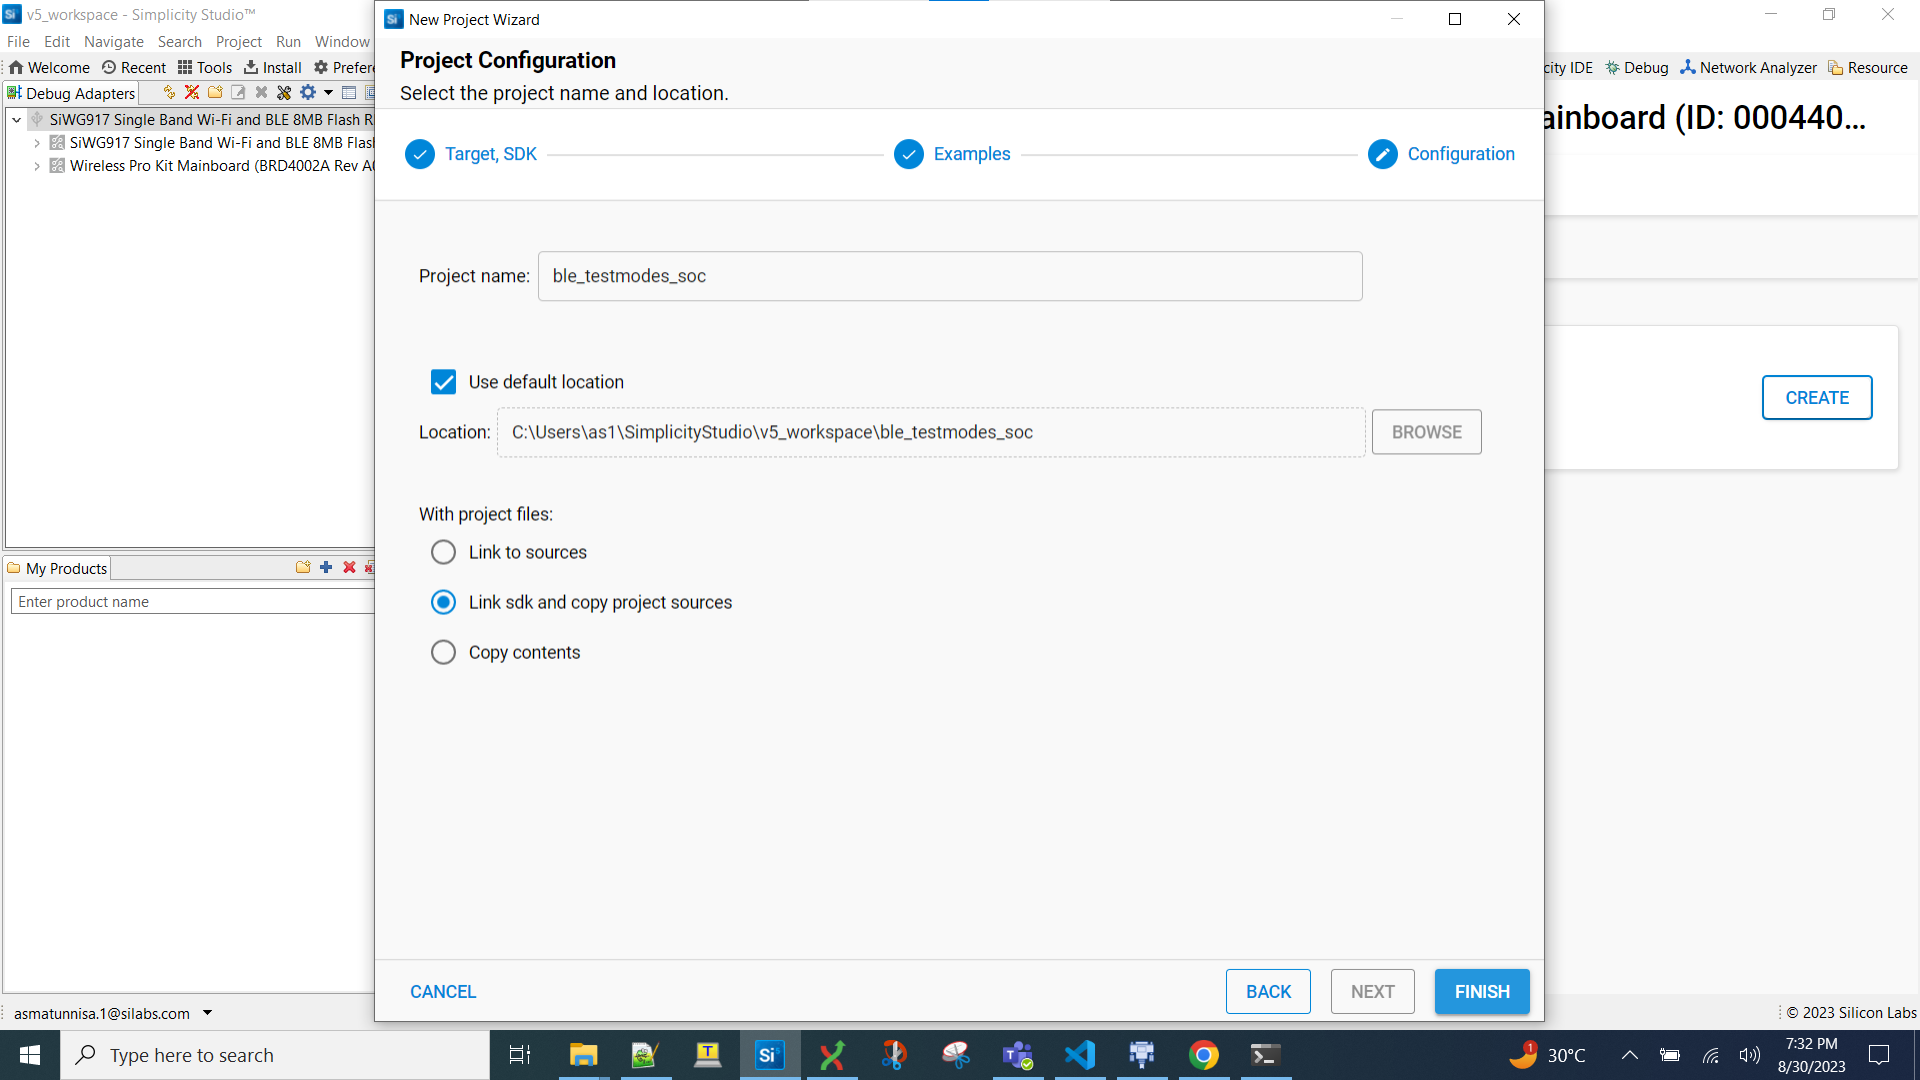 v5_workspace - Simplicity Studio™
File Edit Navigate Search Project Run Window
Welcome Recent Tools Install
city IDE Debug Network Analyzer Resource
Debug Adapters
SiWG917 Single Band Wi-Fi and BLE 8MB Flash
SiWG917 Single Band Wi-Fi and BLE 8MB
Wireless Pro Kit Mainboard (BRD4002A Rev
My Products
Enter product name
asmatunnisa.1@silabs.com
New Project Wizard
Project Configuration
Select the project name and location.
Target, SDK
Examples
Configuration
Project name: ble_testmodes_soc
Use default location
Location: C:\Users\as1\SimplicityStudio\v5_workspace\ble_testmodes_soc BROWSE
With project files:
Link to sources
Link sdk and copy project sources
Copy contents
CANCEL BACK NEXT FINISH
ainboard (ID: 000440...
CREATE
© 2023 Silicon Labs
Type here to search
Si
T
1
30°C
7:32 PM
8/30/2023